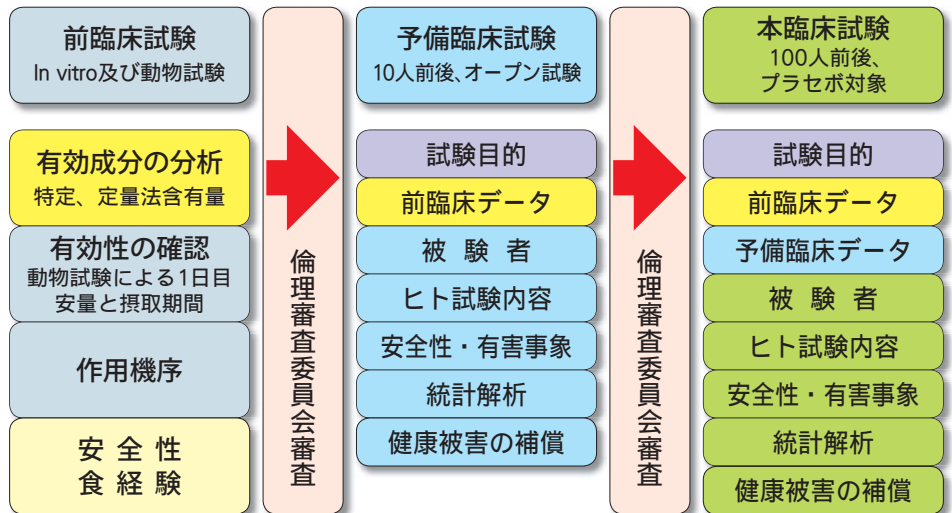 前臨床試験
In vitro及び動物試験
有効成分の分析
特定、定量法含有量
有効性の確認
動物試験による1日目
安量と摂取期間
作用機序
安全性
食経験
倫理審査委員会審査
予備臨床試験
10人前後、オープン試験
試験目的
前臨床データ
被験者
ヒト試験内容
安全性・有害事象
統計解析
健康被害の補償
倫理審査委員会審査
本臨床試験
100人前後、
プラセボ対象
試験目的
前臨床データ
予備臨床データ
被験者
ヒト試験内容
安全性・有害事象
統計解析
健康被害の補償